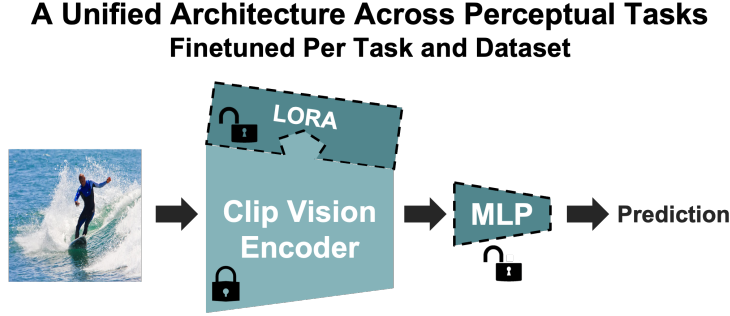 A Unified Architecture Across Perceptual Tasks
Finetuned Per Task and Dataset
LORA
Clip Vision
Encoder
MLP
Prediction